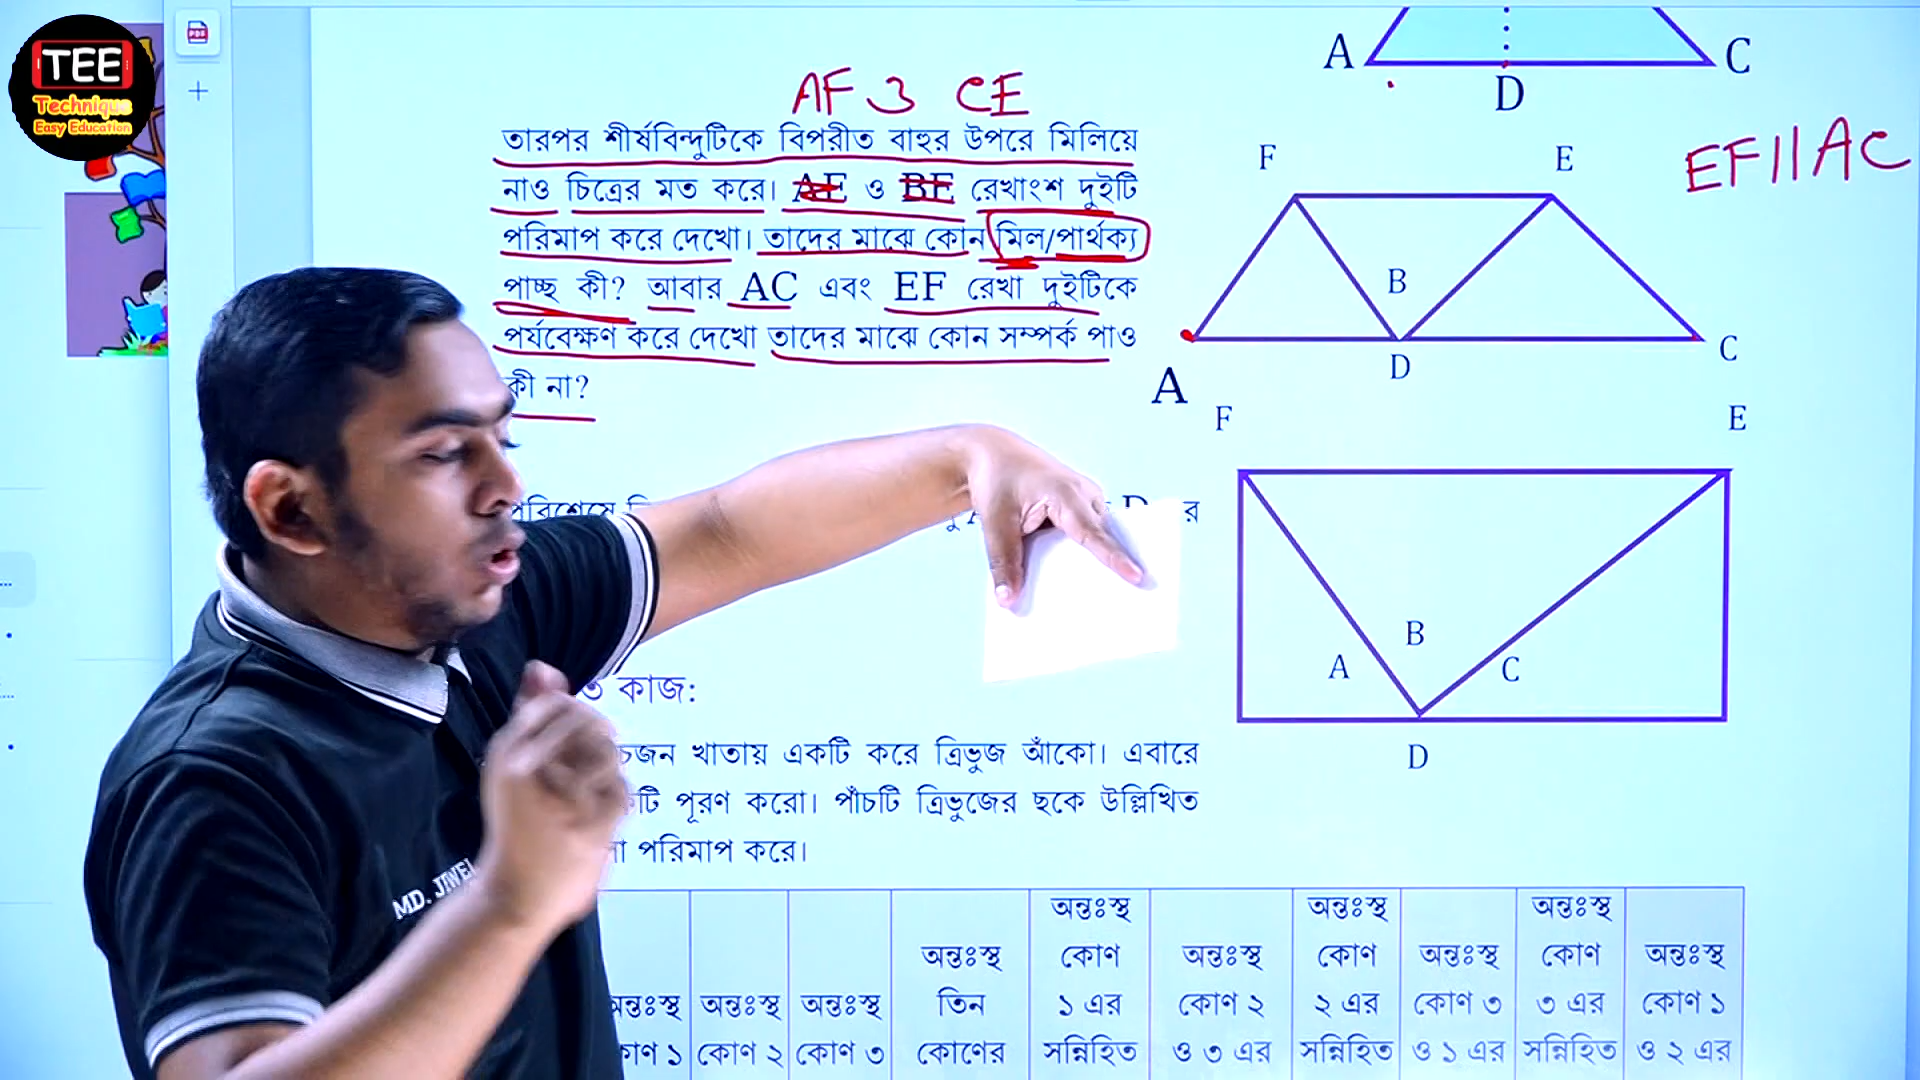 TEE
Technique
Easy Education
A
C
D
AF ও CE
তারপর শীর্ষবিন্দুটিকে বিপরীত বাহুর উপরে মিলিয়ে
নাও চিত্রের মত করে। AE ও BE রেখাংশ দুইটি
পরিমাপ করে দেখো। তাদের মাঝে কোন মিল/পার্থক্য
পাচ্ছ কী? আবার AC এবং EF রেখা দুইটিকে
পর্যবেক্ষণ করে দেখো তাদের মাঝে কোন সম্পর্ক পাও
কী না?
EF||AC
F
E
B
A
D
C
F
E
A
B
C
D
র
কাজ:
খাতায় একটি করে ত্রিভুজ আঁকো। এবারে
পূরণ করো। পাঁচটি ত্রিভুজের ছকে উল্লিখিত
পরিমাপ করে।
MD.
অন্তঃস্থ কোণ ১
অন্তঃস্থ কোণ ২
অন্তঃস্থ কোণ ৩
অন্তঃস্থ তিন কোণের
অন্তঃস্থ কোণ ১ এর সন্নিহিত
অন্তঃস্থ কোণ ২ ও ৩ এর
অন্তঃস্থ কোণ ২ এর সন্নিহিত
অন্তঃস্থ কোণ ৩ ও ১ এর
অন্তঃস্থ কোণ ৩ এর সন্নিহিত
অন্তঃস্থ কোণ ১ ও ২ এর